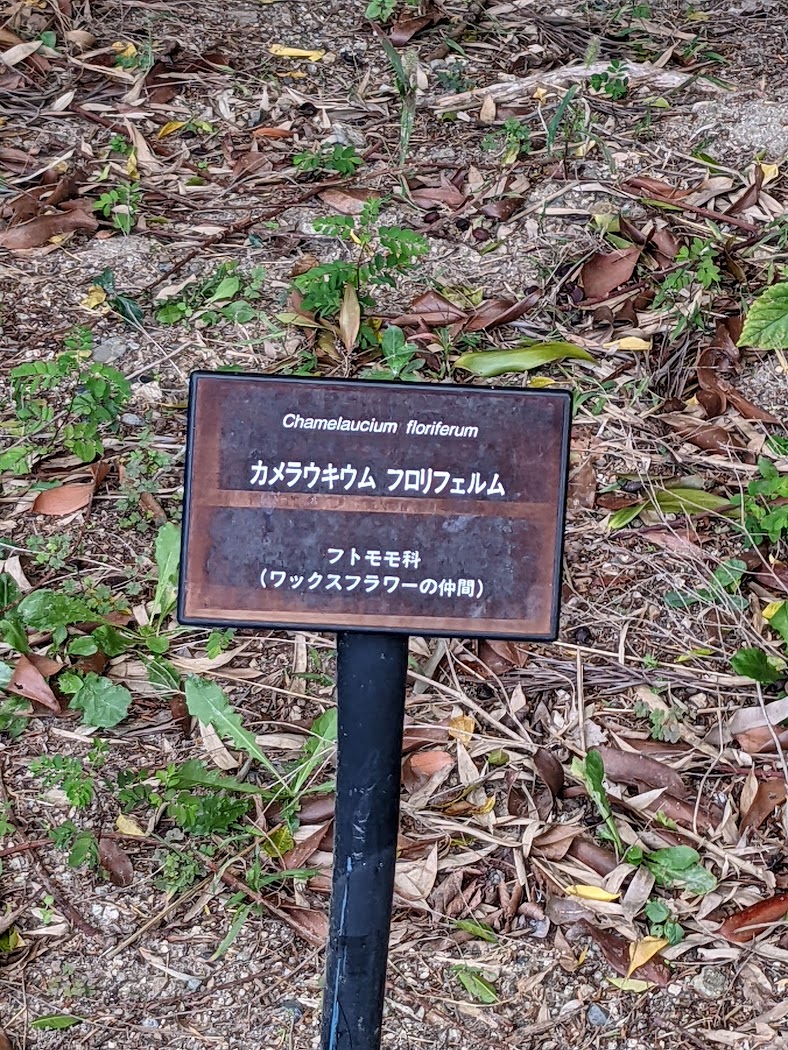 Chamelaucium floriferum
カメラウキウム フロリフェルム
フトモモ科
（ワックスフラワーの仲間）